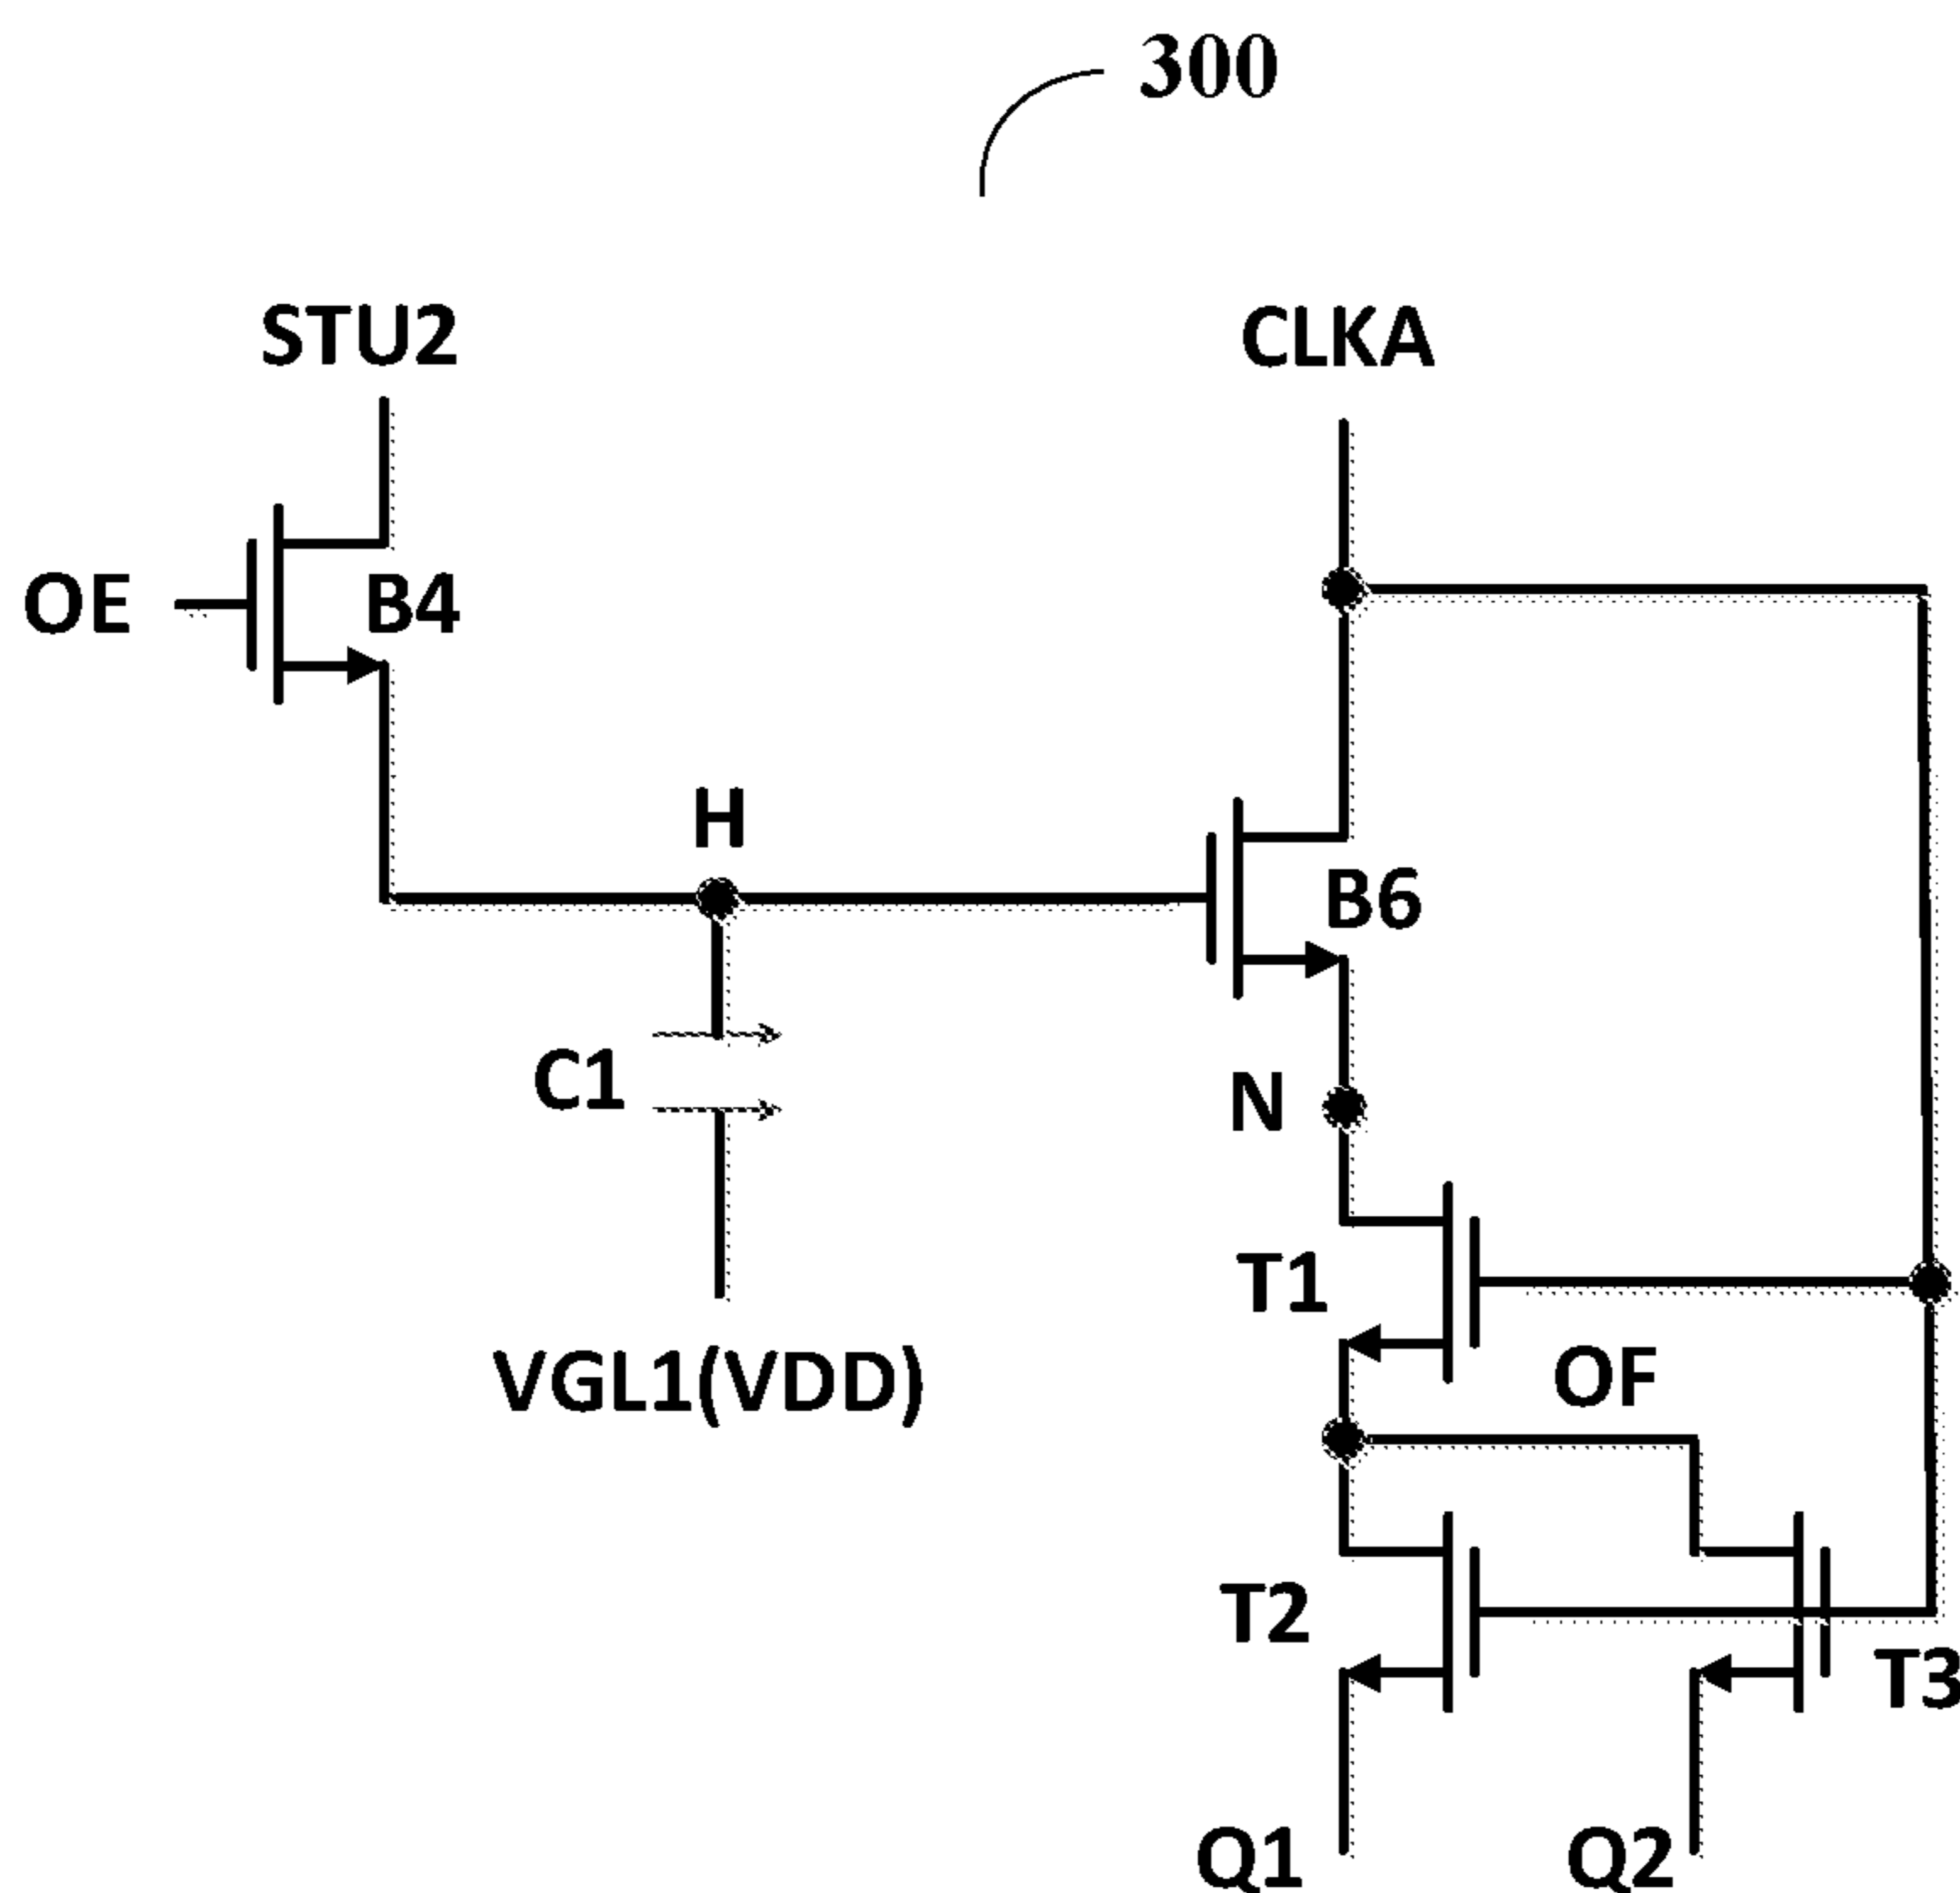 300
STU2
CLKA
OE
B4
H
B6
C1
N
T1
VGL1(VDD)
OF
T2
T3
Q1
Q2